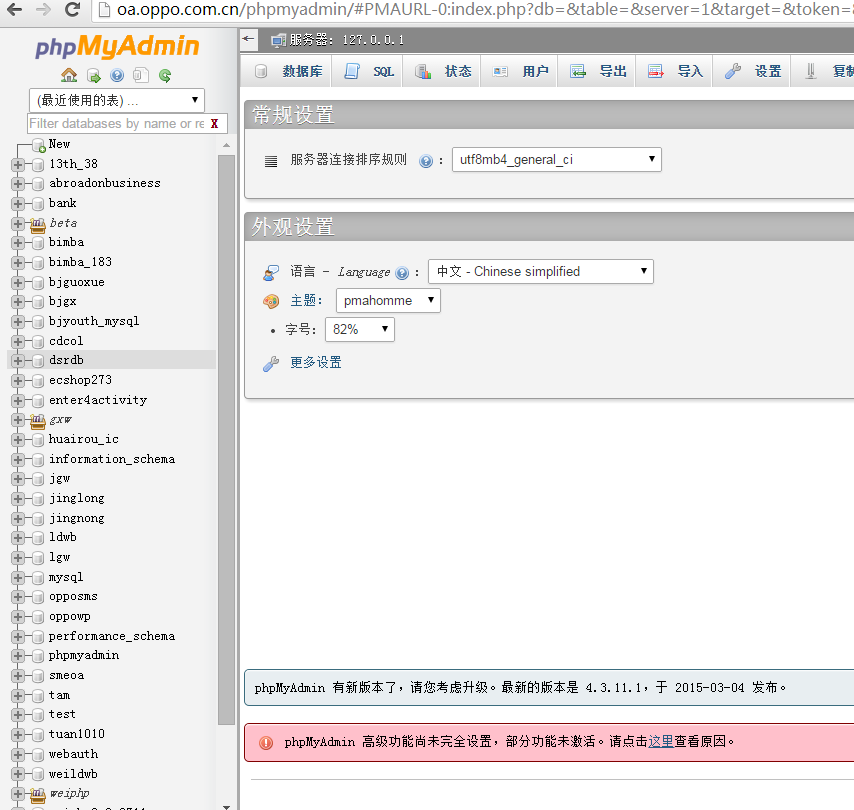 oa.oppo.com.cn/phpmyadmin/#PMAURL-0:index.php?db=&table=&server=1&target=&token=
phpMyAdmin
(最近使用的表) ...
Filter databases by name or re X
New
13th_38
abroadonbusiness
bank
beta
bimba
bimba_183
bjguoxue
bjgx
bjyouth_mysql
cdcol
dsrdb
ecshop273
enter4activity
gxw
huairou_ic
information_schema
jgw
jinglong
jingnong
ldwb
lgw
mysql
opposms
oppowp
performance_schema
phpmyadmin
smeoa
tam
test
tuan1010
webauth
weildwb
weiphp
服务器: 127.0.0.1
数据库 SQL 状态 用户 导出 导入 设置 复制
常规设置
服务器连接排序规则 : utf8mb4_general_ci
外观设置
语言 - Language : 中文 - Chinese simplified
主题: pmahomme
• 字号: 82%
更多设置
phpMyAdmin 有新版本了，请您考虑升级。最新的版本是 4.3.11.1，于 2015-03-04 发布。
phpMyAdmin 高级功能尚未完全设置，部分功能未激活。请点击这里查看原因。